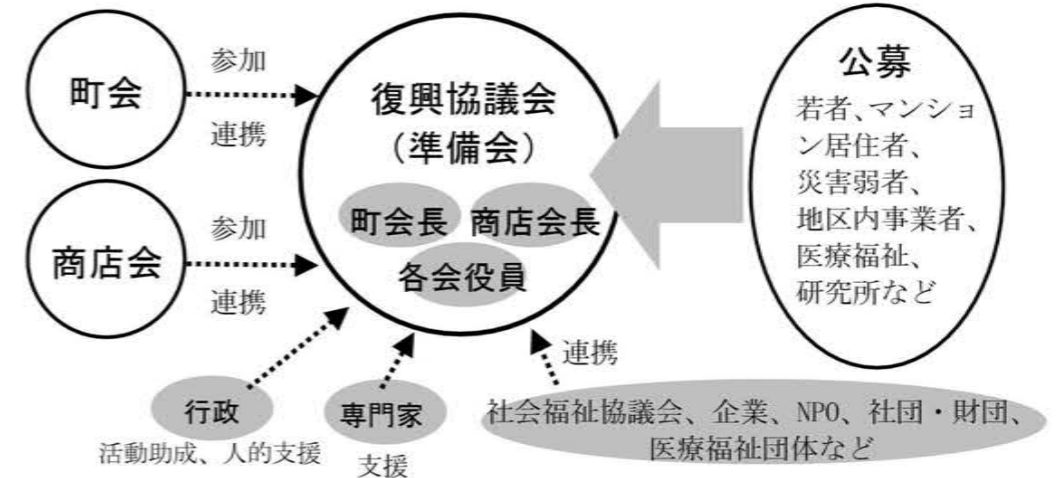 町会
参加
連携
商店会
参加
連携
復興協議会
（準備会）
町会長
商店会長
各会役員
公募
若者、マンショ
ン居住者、
災害弱者、
地区内事業者、
医療福祉、
研究所など
行政
活動助成、人的支援
専門家
支援
連携
社会福祉協議会、企業、NPO、社団・財団、
医療福祉団体など